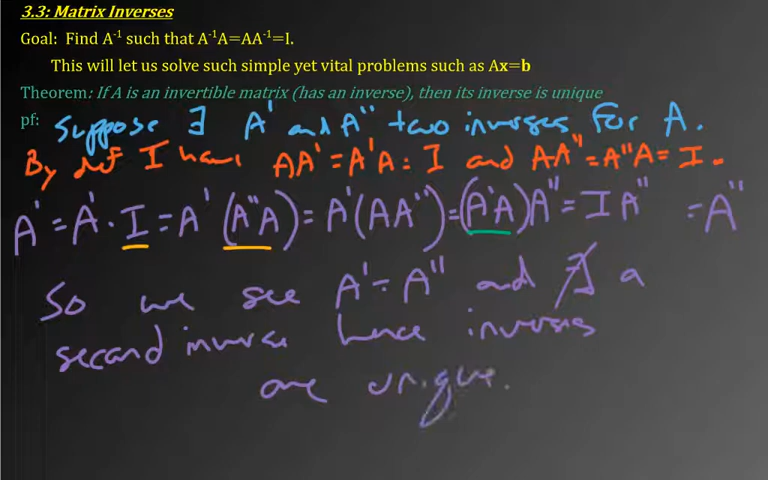 3.3: Matrix Inverses
Goal: Find A⁻¹ such that A⁻¹A=AA⁻¹=I.
This will let us solve such simple yet vital problems such as Ax=b
Theorem: If A is an invertible matrix (has an inverse), then its inverse is unique
pf: Suppose ∃ A' and A'' two inverses for A.
By def I have AA' = A'A = I and AA'' = A''A = I.
A' = A' · I = A' (A''A) = A'(AA'') = (A'A)A'' = I A'' = A''
So we see A' = A'' and ∄ a
second inverse hence inverses
are unique.